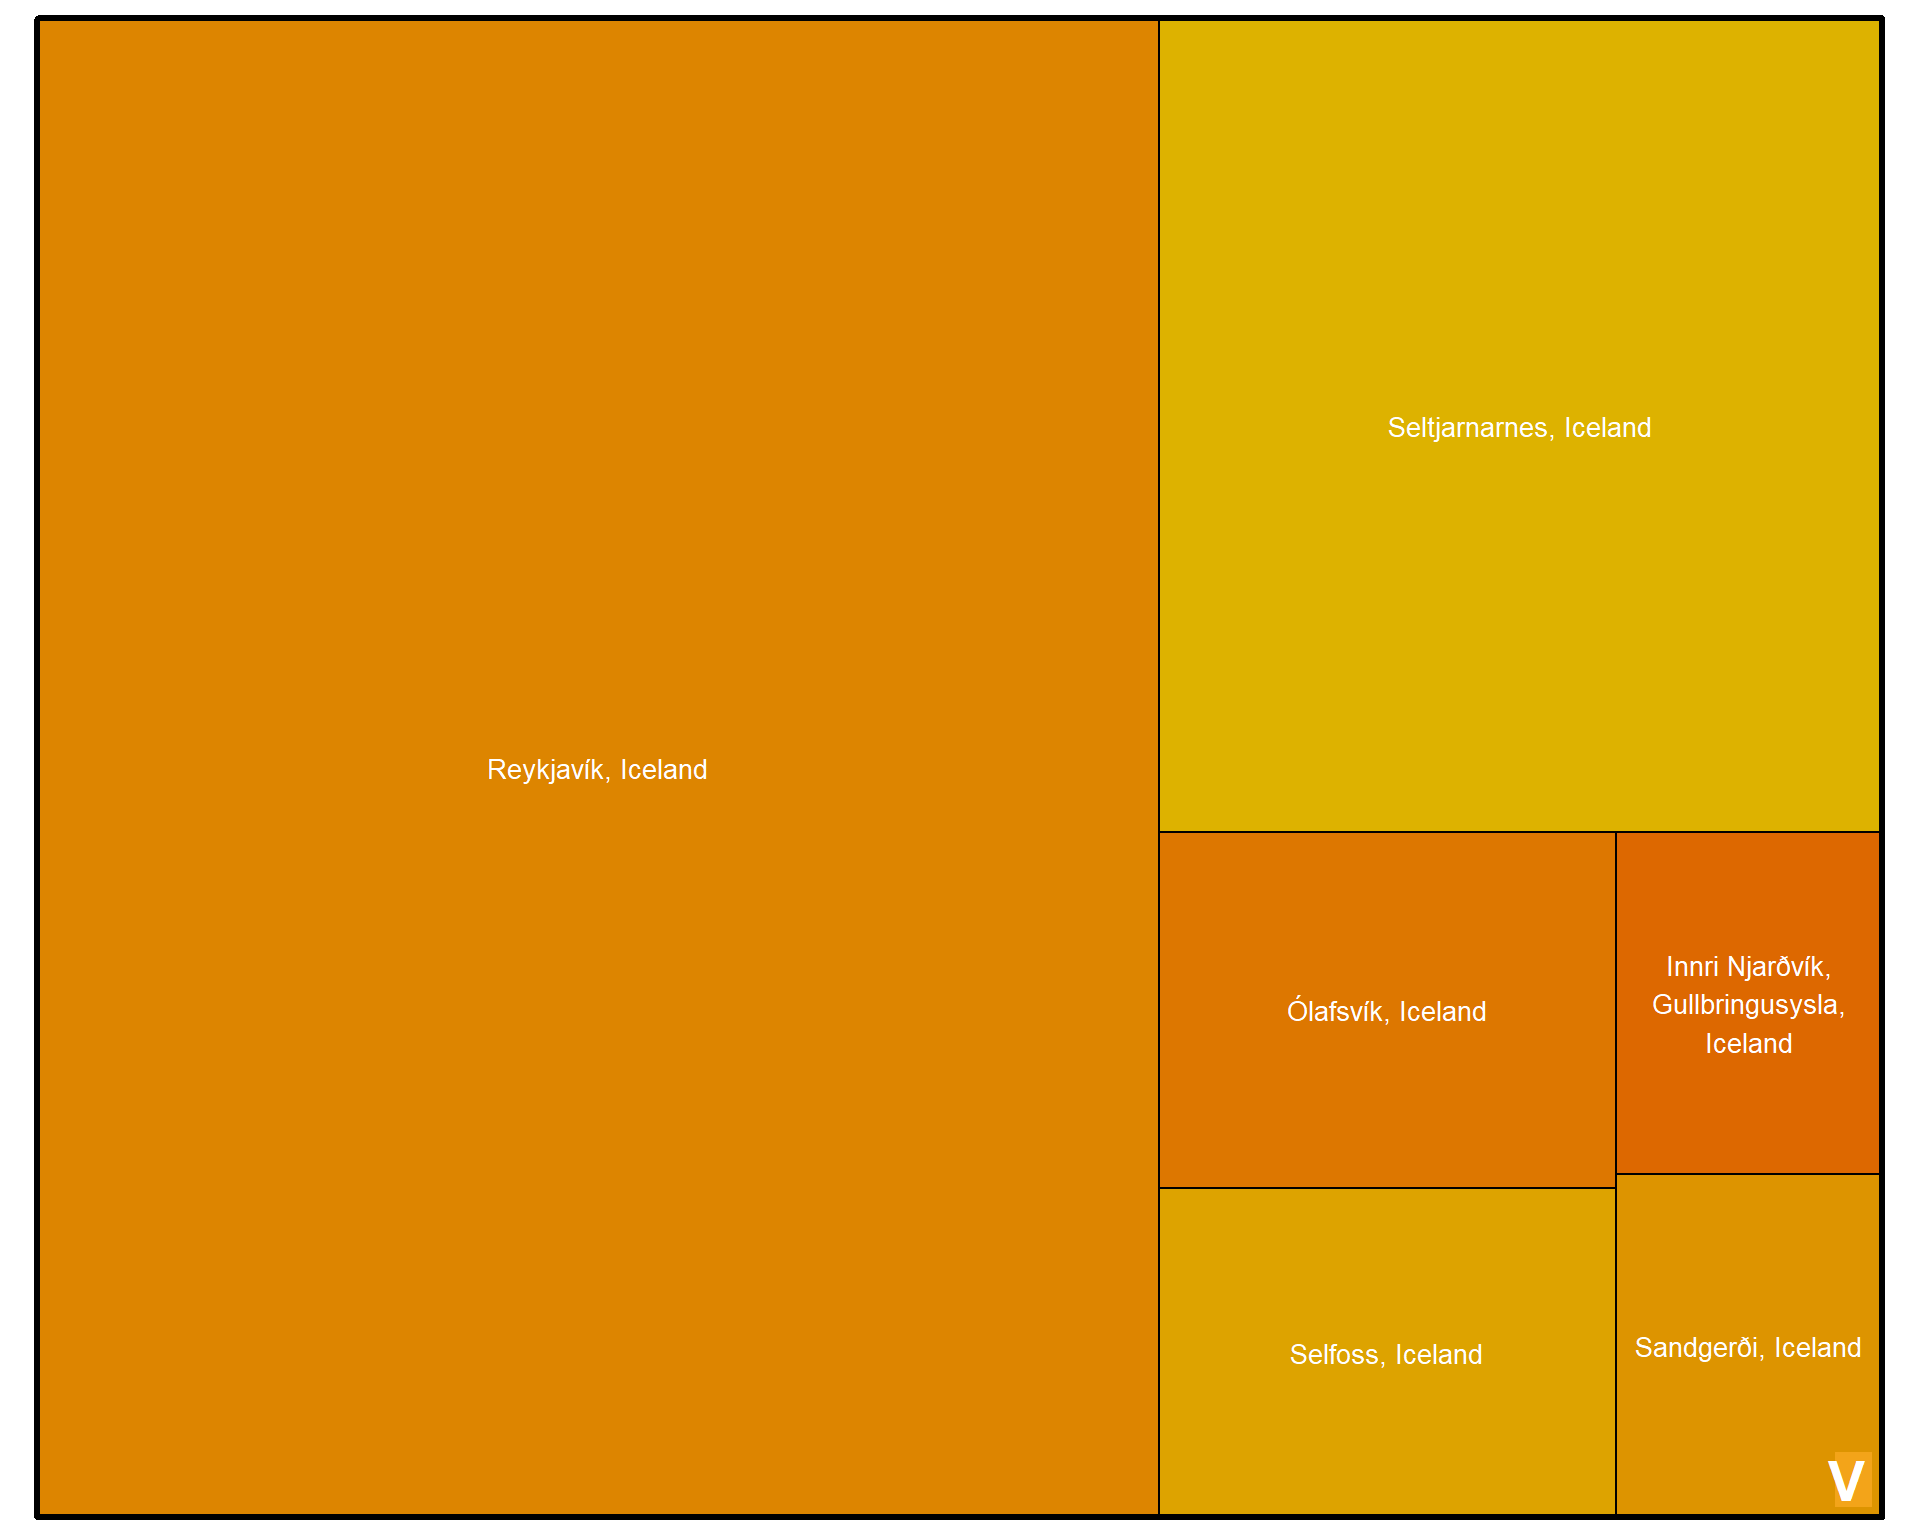 Reykjavík, Iceland
Seltjarnarnes, Iceland
Ólafsvík, Iceland
Innri Njarðvík,
Gullbringusysla,
Iceland
Selfoss, Iceland
Sandgerði, Iceland
V